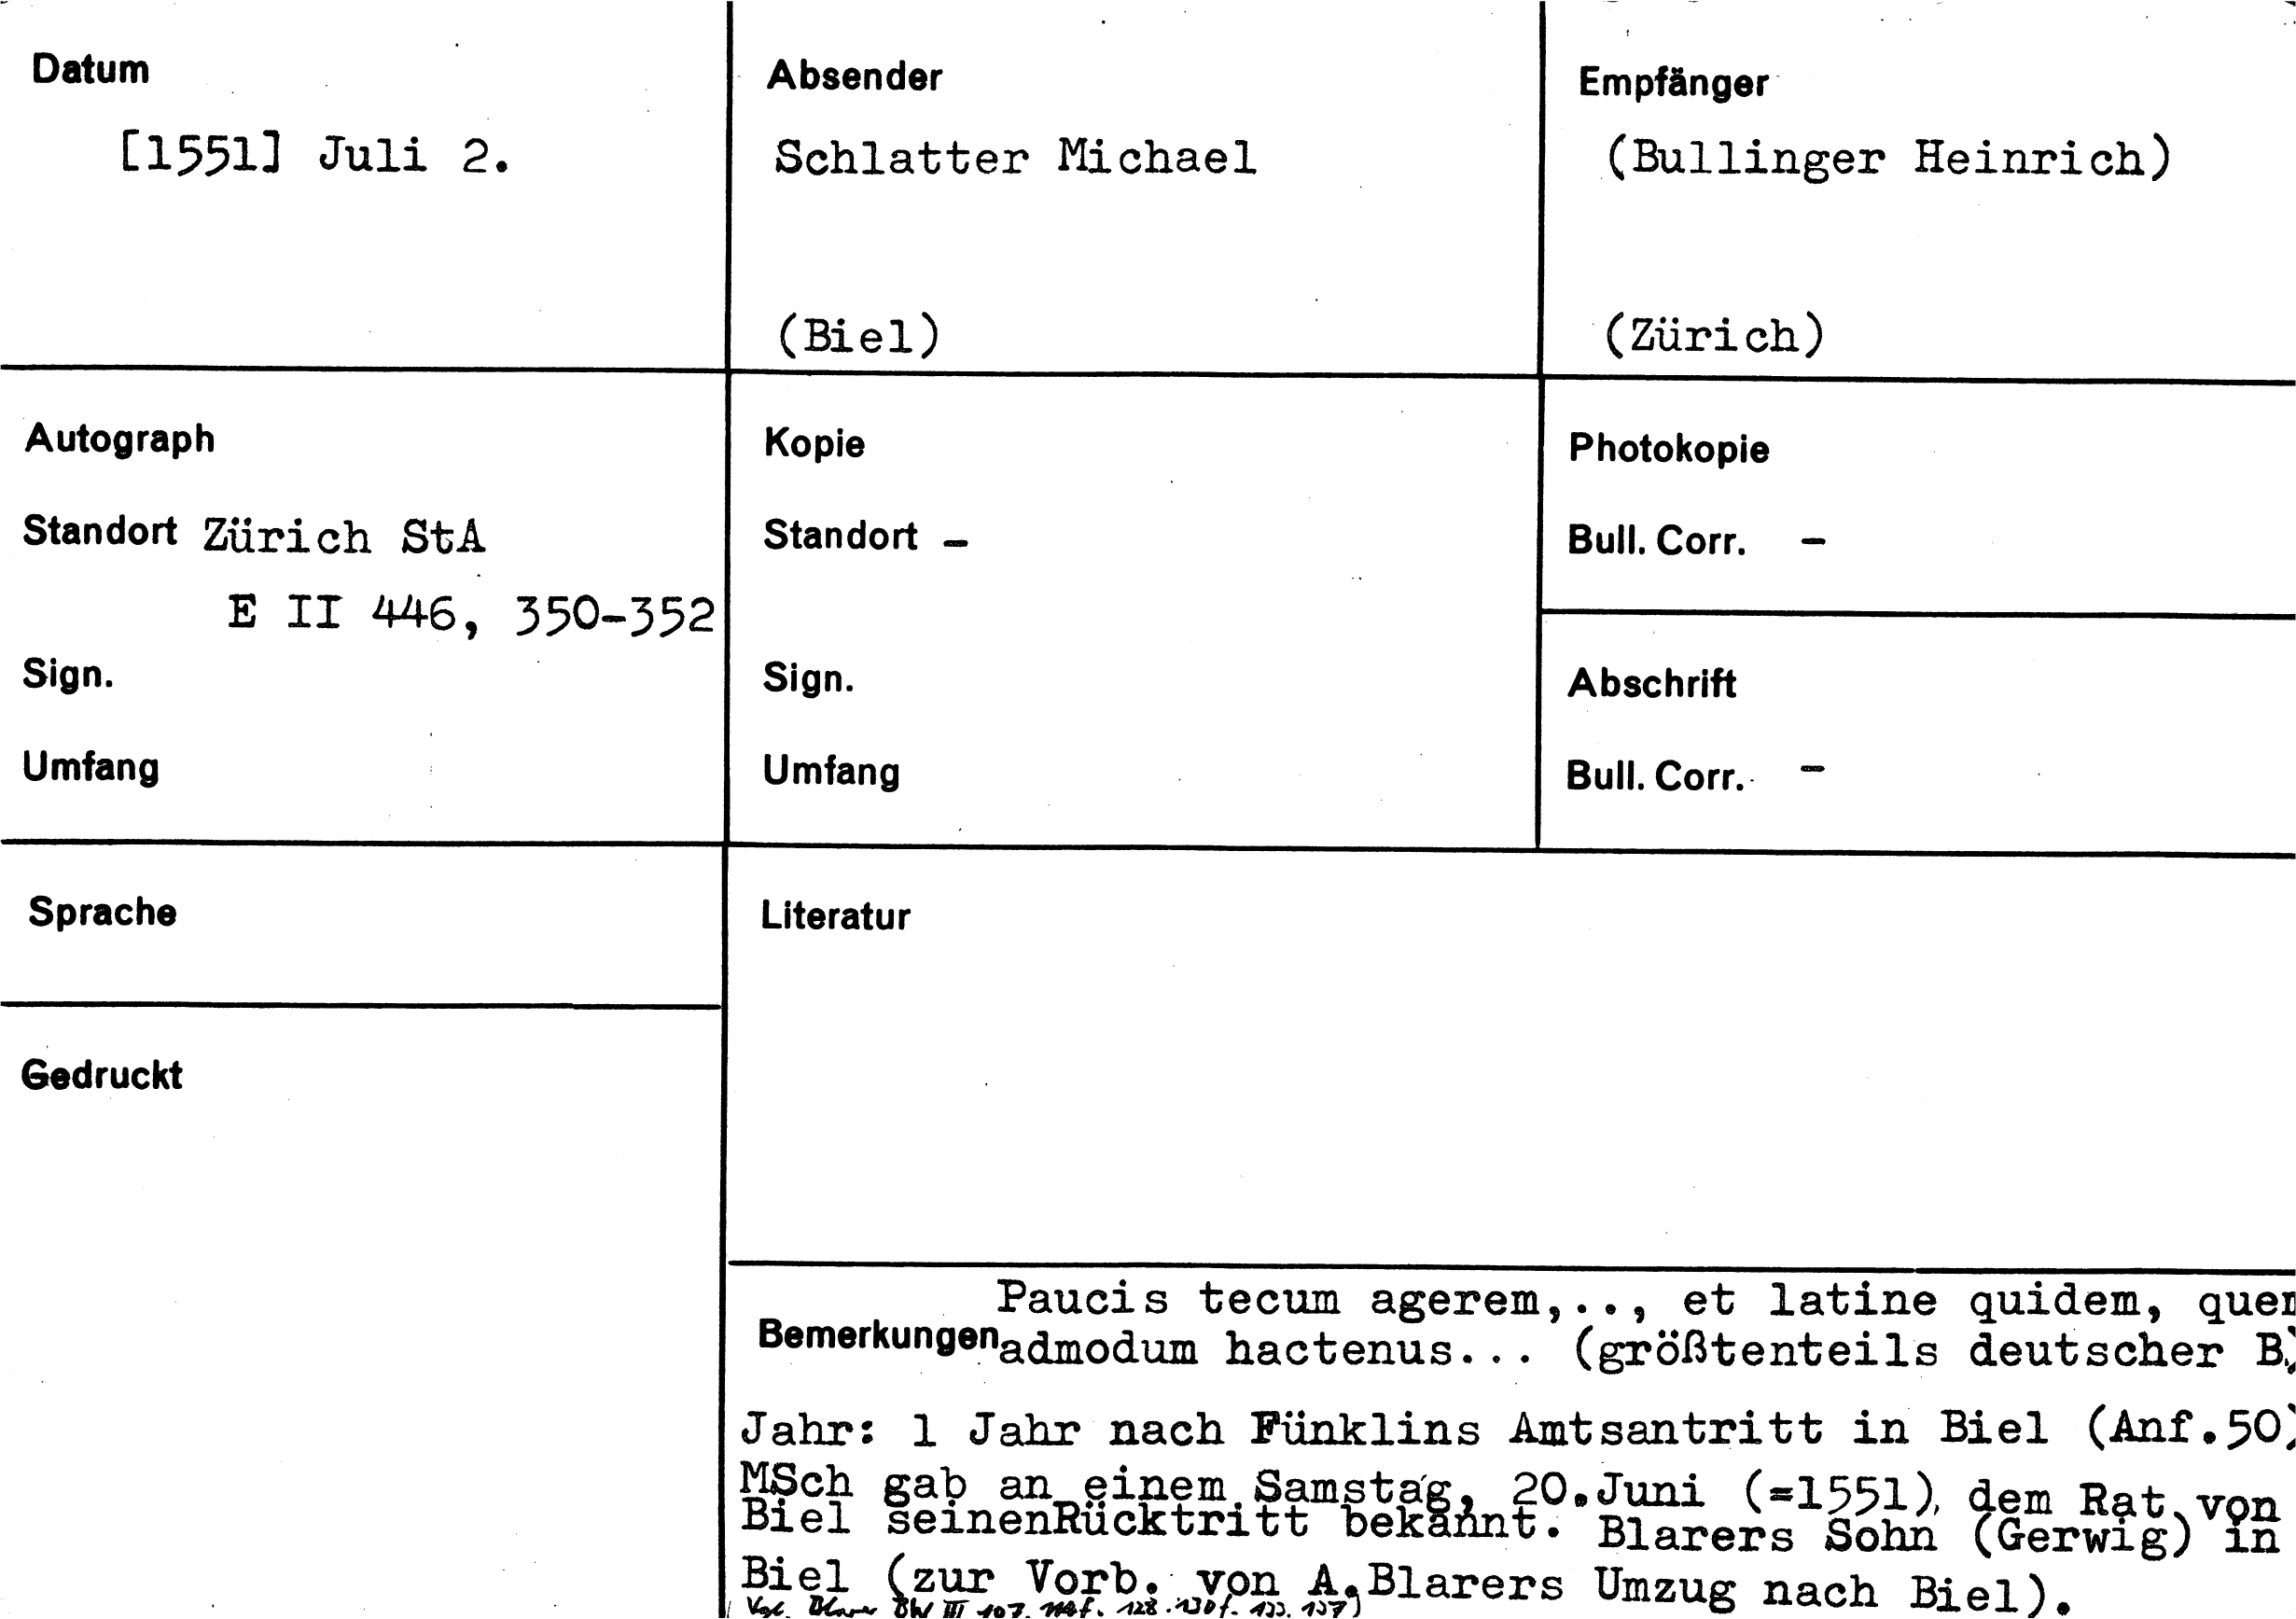 Datum
[1551] Juli 2.
Absender
Schlatter Michael
(Biel)
Empfänger
(Bullinger Heinrich)
(Zürich)
Autograph
Standort Zürich StA
E II 446, 350-352
Sign.
Umfang
Kopie
Standort -
Sign.
Umfang
Photokopie
Bull. Corr. -
Abschrift
Bull. Corr. -
Sprache
Gedruckt
Literatur
Bemerkungen
Paucis tecum agerem,.., et latine quidem, quem
admodum hactenus... (größtenteils deutscher B)
Jahr: 1 Jahr nach Fünklins Amtsantritt in Biel (Anf.50)
MSch gab an einem Samstag, 20.Juni (=1551), dem Rat von
Biel seinenRücktritt bekannt. Blarers Sohn (Gerwig) in
Biel (zur Vorb. von A.Blarers Umzug nach Biel).
Vgl. Blarer BW III 107. 128. 130f. 133. 137)